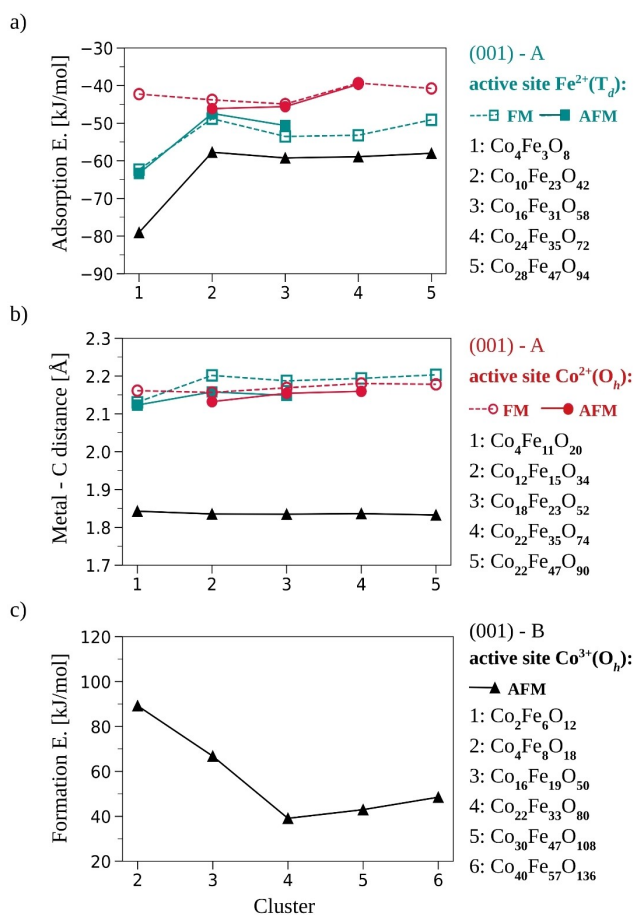 a)
Adsorption E. [kJ/mol]
−30
−40
−50
−60
−70
−80
−90
1 2 3 4 5
(001) - A
active site Fe²⁺(T_d):
FM AFM
1: Co₄Fe₃O₈
2: Co₁₀Fe₂₃O₄₂
3: Co₁₆Fe₃₁O₅₈
4: Co₂₄Fe₃₅O₇₂
5: Co₂₈Fe₄₇O₉₄
b)
Metal - C distance [Å]
2.3
2.2
2.1
2.0
1.9
1.8
1.7
1 2 3 4 5
(001) - A
active site Co²⁺(Oₕ):
FM AFM
1: Co₄Fe₁₁O₂₀
2: Co₁₂Fe₁₅O₃₄
3: Co₁₈Fe₂₃O₅₂
4: Co₂₂Fe₃₅O₇₄
5: Co₂₂Fe₄₇O₉₀
c)
Formation E. [kJ/mol]
120
100
80
60
40
20
2 3 4 5 6
Cluster
(001) - B
active site Co³⁺(Oₕ):
AFM
1: Co₂Fe₆O₁₂
2: Co₄Fe₈O₁₈
3: Co₁₆Fe₁₉O₅₀
4: Co₂₂Fe₃₃O₈₀
5: Co₃₀Fe₄₇O₁₀₈
6: Co₄₀Fe₅₇O₁₃₆